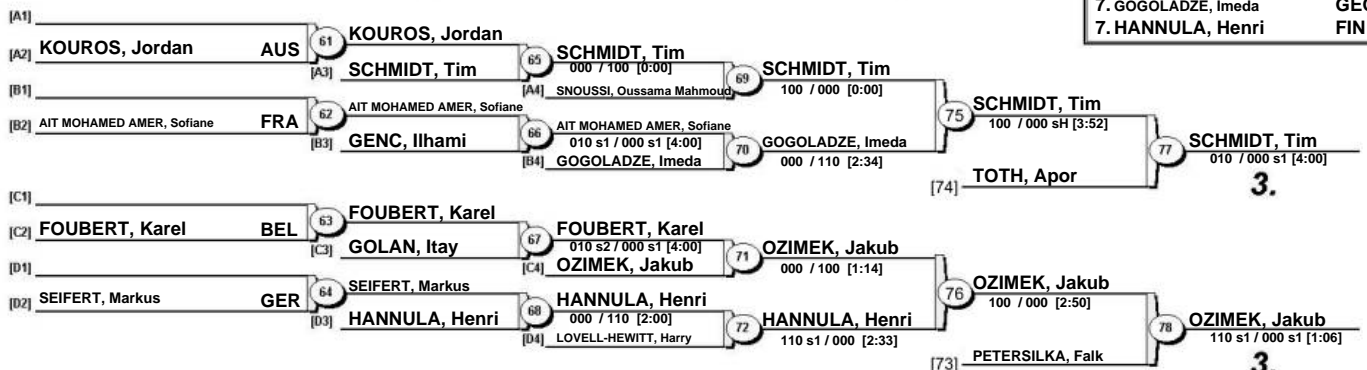 7. GOGOLADZE, Imeda
7. HANNULA, Henri FIN
[A1]
[A2] KOUROS, Jordan AUS
61
KOUROS, Jordan
[A3] SCHMIDT, Tim
65
SCHMIDT, Tim
000 / 100 [0:00]
[A4] SNOUSSI, Oussama Mahmoud
69
SCHMIDT, Tim
100 / 000 [0:00]
[B1]
[B2] AIT MOHAMED AMER, Sofiane FRA
62
AIT MOHAMED AMER, Sofiane
[B3] GENC, Ilhami
66
AIT MOHAMED AMER, Sofiane
010 s1 / 000 s1 [4:00]
[B4] GOGOLADZE, Imeda
70
GOGOLADZE, Imeda
000 / 110 [2:34]
75
SCHMIDT, Tim
100 / 000 sH [3:52]
[74] TOTH, Apor
77
SCHMIDT, Tim
010 / 000 s1 [4:00]
3.
[C1]
[C2] FOUBERT, Karel BEL
63
FOUBERT, Karel
[C3] GOLAN, Itay
67
FOUBERT, Karel
010 s2 / 000 s1 [4:00]
[C4] OZIMEK, Jakub
71
OZIMEK, Jakub
000 / 100 [1:14]
[D1]
[D2] SEIFERT, Markus GER
64
SEIFERT, Markus
[D3] HANNULA, Henri
68
HANNULA, Henri
000 / 110 [2:00]
[D4] LOVELL-HEWITT, Harry
72
HANNULA, Henri
110 s1 / 000 [2:33]
76
OZIMEK, Jakub
100 / 000 [2:50]
[73] PETERSILKA, Falk
78
OZIMEK, Jakub
110 s1 / 000 s1 [1:06]
3.